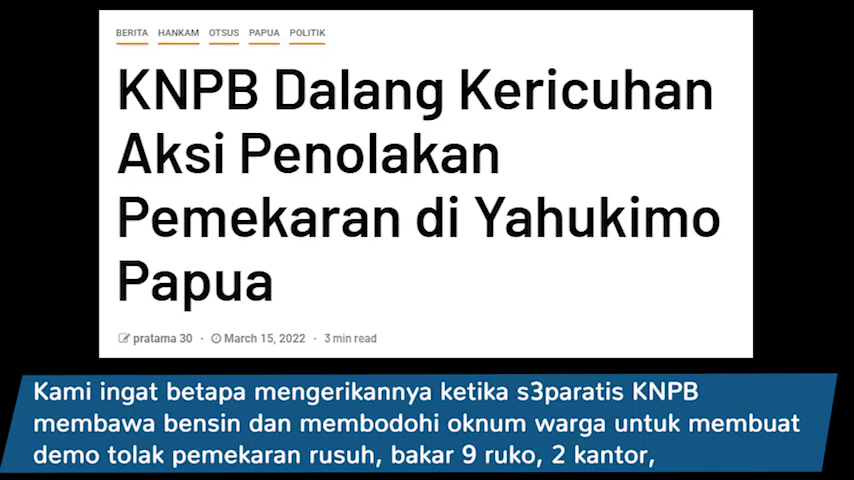 BERITA HANKAM OTSUS PAPUA POLITIK
KNPB Dalang Kericuhan
Aksi Penolakan
Pemekaran di Yahukimo
Papua
pratama 30 · March 15, 2022 · 3 min read
Kami ingat betapa mengerikannya ketika s3paratis KNPB
membawa bensin dan membodohi oknum warga untuk membuat
demo tolak pemekaran rusuh, bakar 9 ruko, 2 kantor,